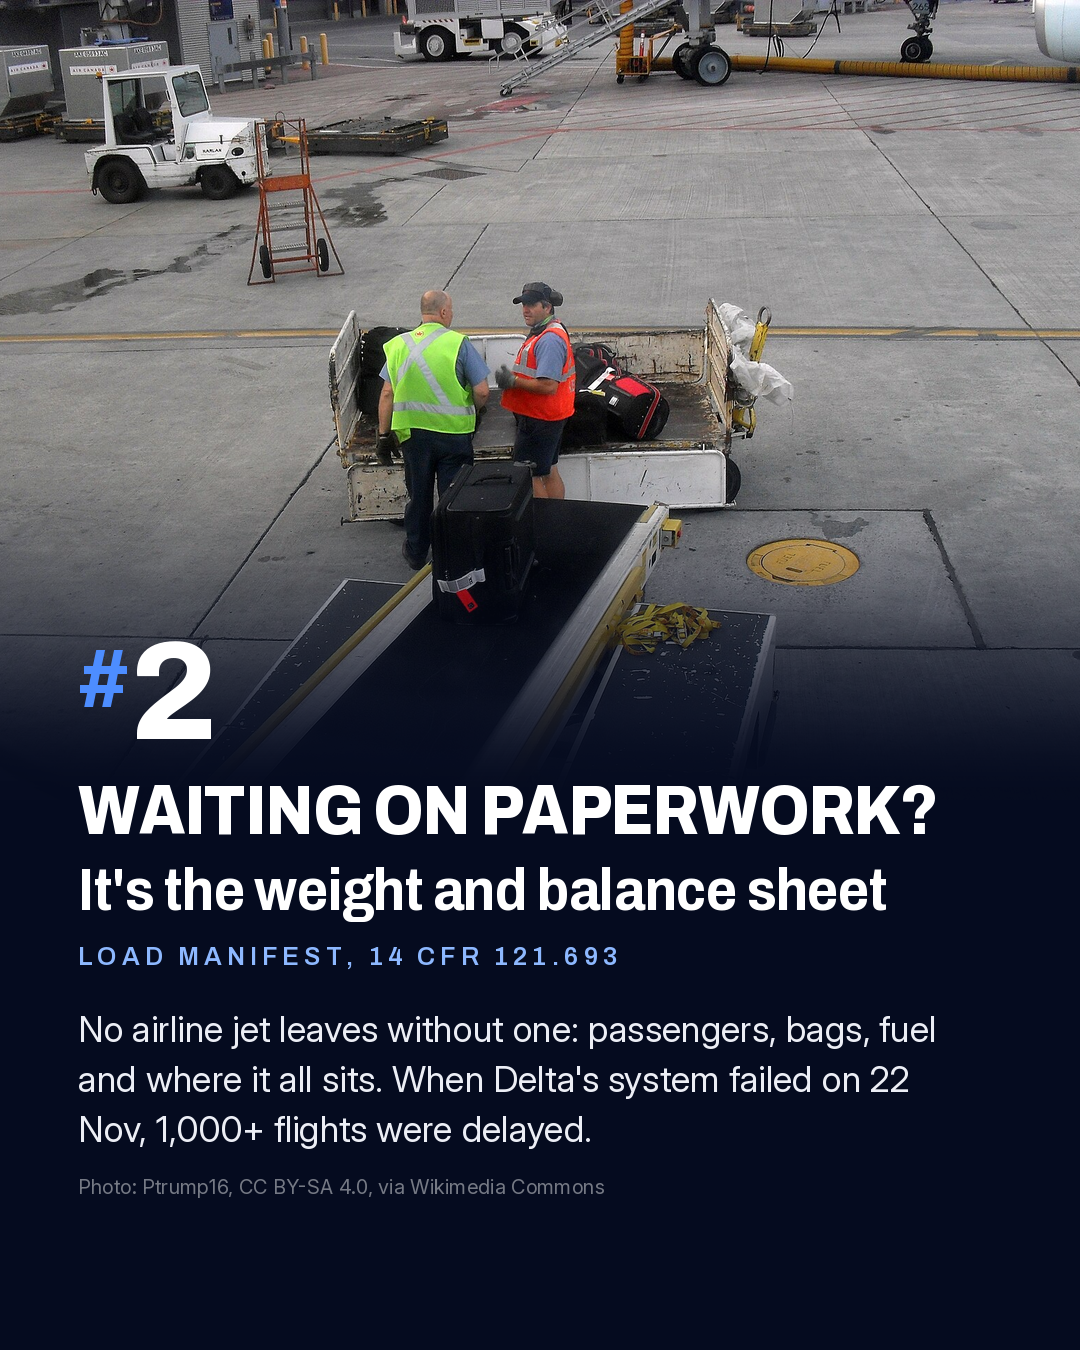 #2
WAITING ON PAPERWORK?
It's the weight and balance sheet
LOAD MANIFEST, 14 CFR 121.693
No airline jet leaves without one: passengers, bags, fuel
and where it all sits. When Delta's system failed on 22
Nov, 1,000+ flights were delayed.
Photo: Ptrump16, CC BY-SA 4.0, via Wikimedia Commons